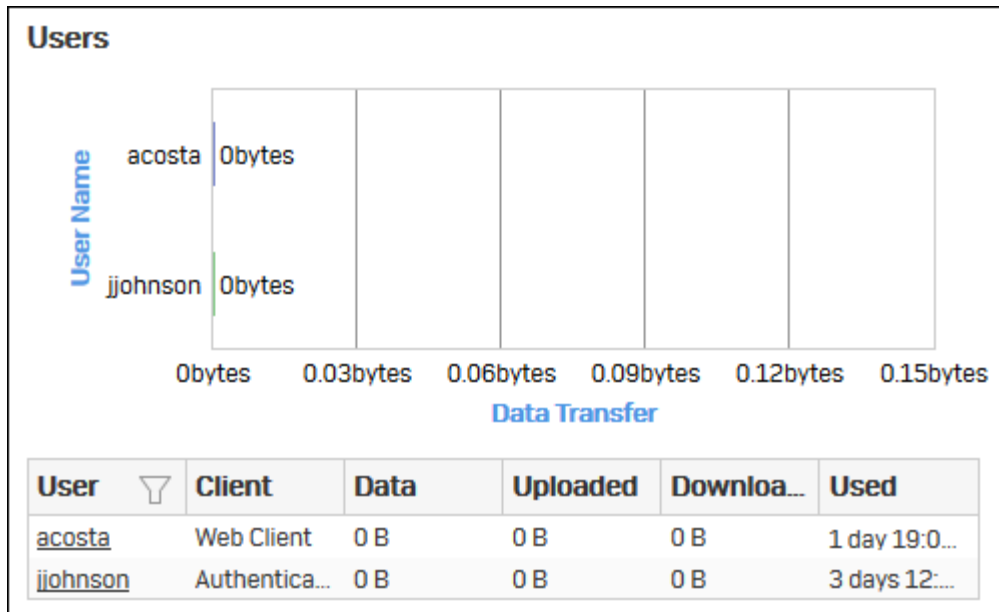 Users
User Name
acosta 0bytes
jjohnson 0bytes
0bytes 0.03bytes 0.06bytes 0.09bytes 0.12bytes 0.15bytes
Data Transfer
User Client Data Uploaded Downloa... Used
acosta Web Client 0 B 0 B 0 B 1 day 19:0...
jjohnson Authentica... 0 B 0 B 0 B 3 days 12:...